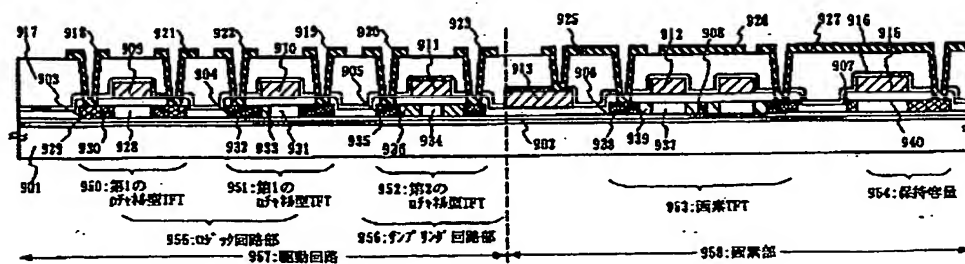 917 918 909 921 922 910 919 920 911 923 925 912 908 924 927 916 915
903 904 905 913 906 907
929 930 928 932 933 931 935 936 934 902 938 939 937 940
901
950:第1の
ロチャネル型TFT
951:第1の
ロチャネル型TFT
952:第2の
ロチャネル型TFT
953:画素TFT
954:保持容量
955:ロジック回路部
956:サンプリング回路部
957:駆動回路
958:画素部